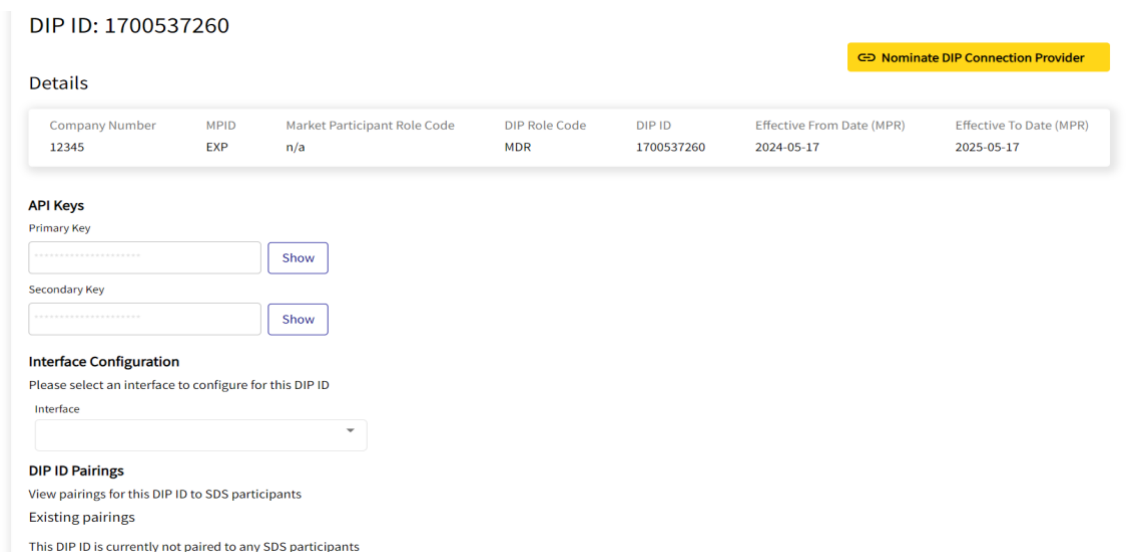 DIP ID: 1700537260
Nominate DIP Connection Provider
Details
Company Number MPID Market Participant Role Code DIP Role Code DIP ID Effective From Date (MPR) Effective To Date (MPR)
12345 EXP n/a MDR 1700537260 2024-05-17 2025-05-17
API Keys
Primary Key
Show
Secondary Key
Show
Interface Configuration
Please select an interface to configure for this DIP ID
Interface
DIP ID Pairings
View pairings for this DIP ID to SDS participants
Existing pairings
This DIP ID is currently not paired to any SDS participants